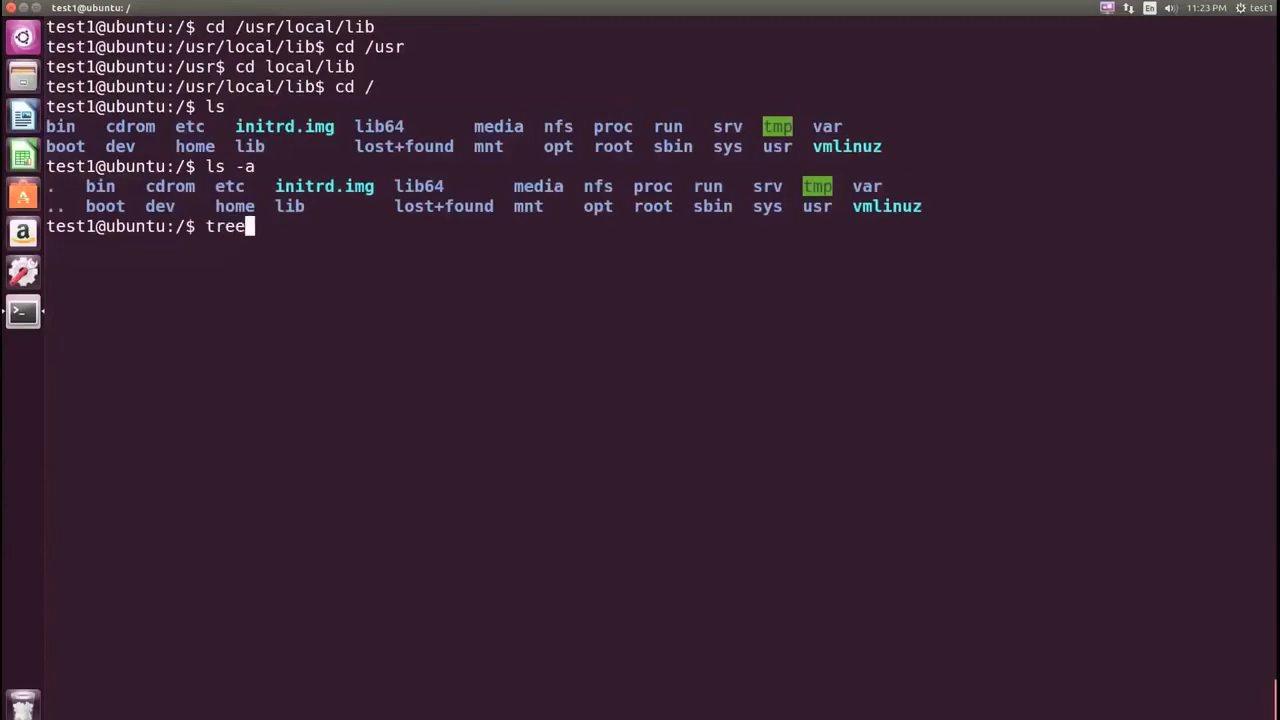 test1@ubuntu: /
En
11:23 PM
test1
test1@ubuntu:/$ cd /usr/local/lib
test1@ubuntu:/usr/local/lib$ cd /usr
test1@ubuntu:/usr$ cd local/lib
test1@ubuntu:/usr/local/lib$ cd /
test1@ubuntu:/$ ls
bin cdrom etc initrd.img lib64 media nfs proc run srv tmp var
boot dev home lib lost+found mnt opt root sbin sys usr vmlinuz
test1@ubuntu:/$ ls -a
. bin cdrom etc initrd.img lib64 media nfs proc run srv tmp var
.. boot dev home lib lost+found mnt opt root sbin sys usr vmlinuz
test1@ubuntu:/$ tree